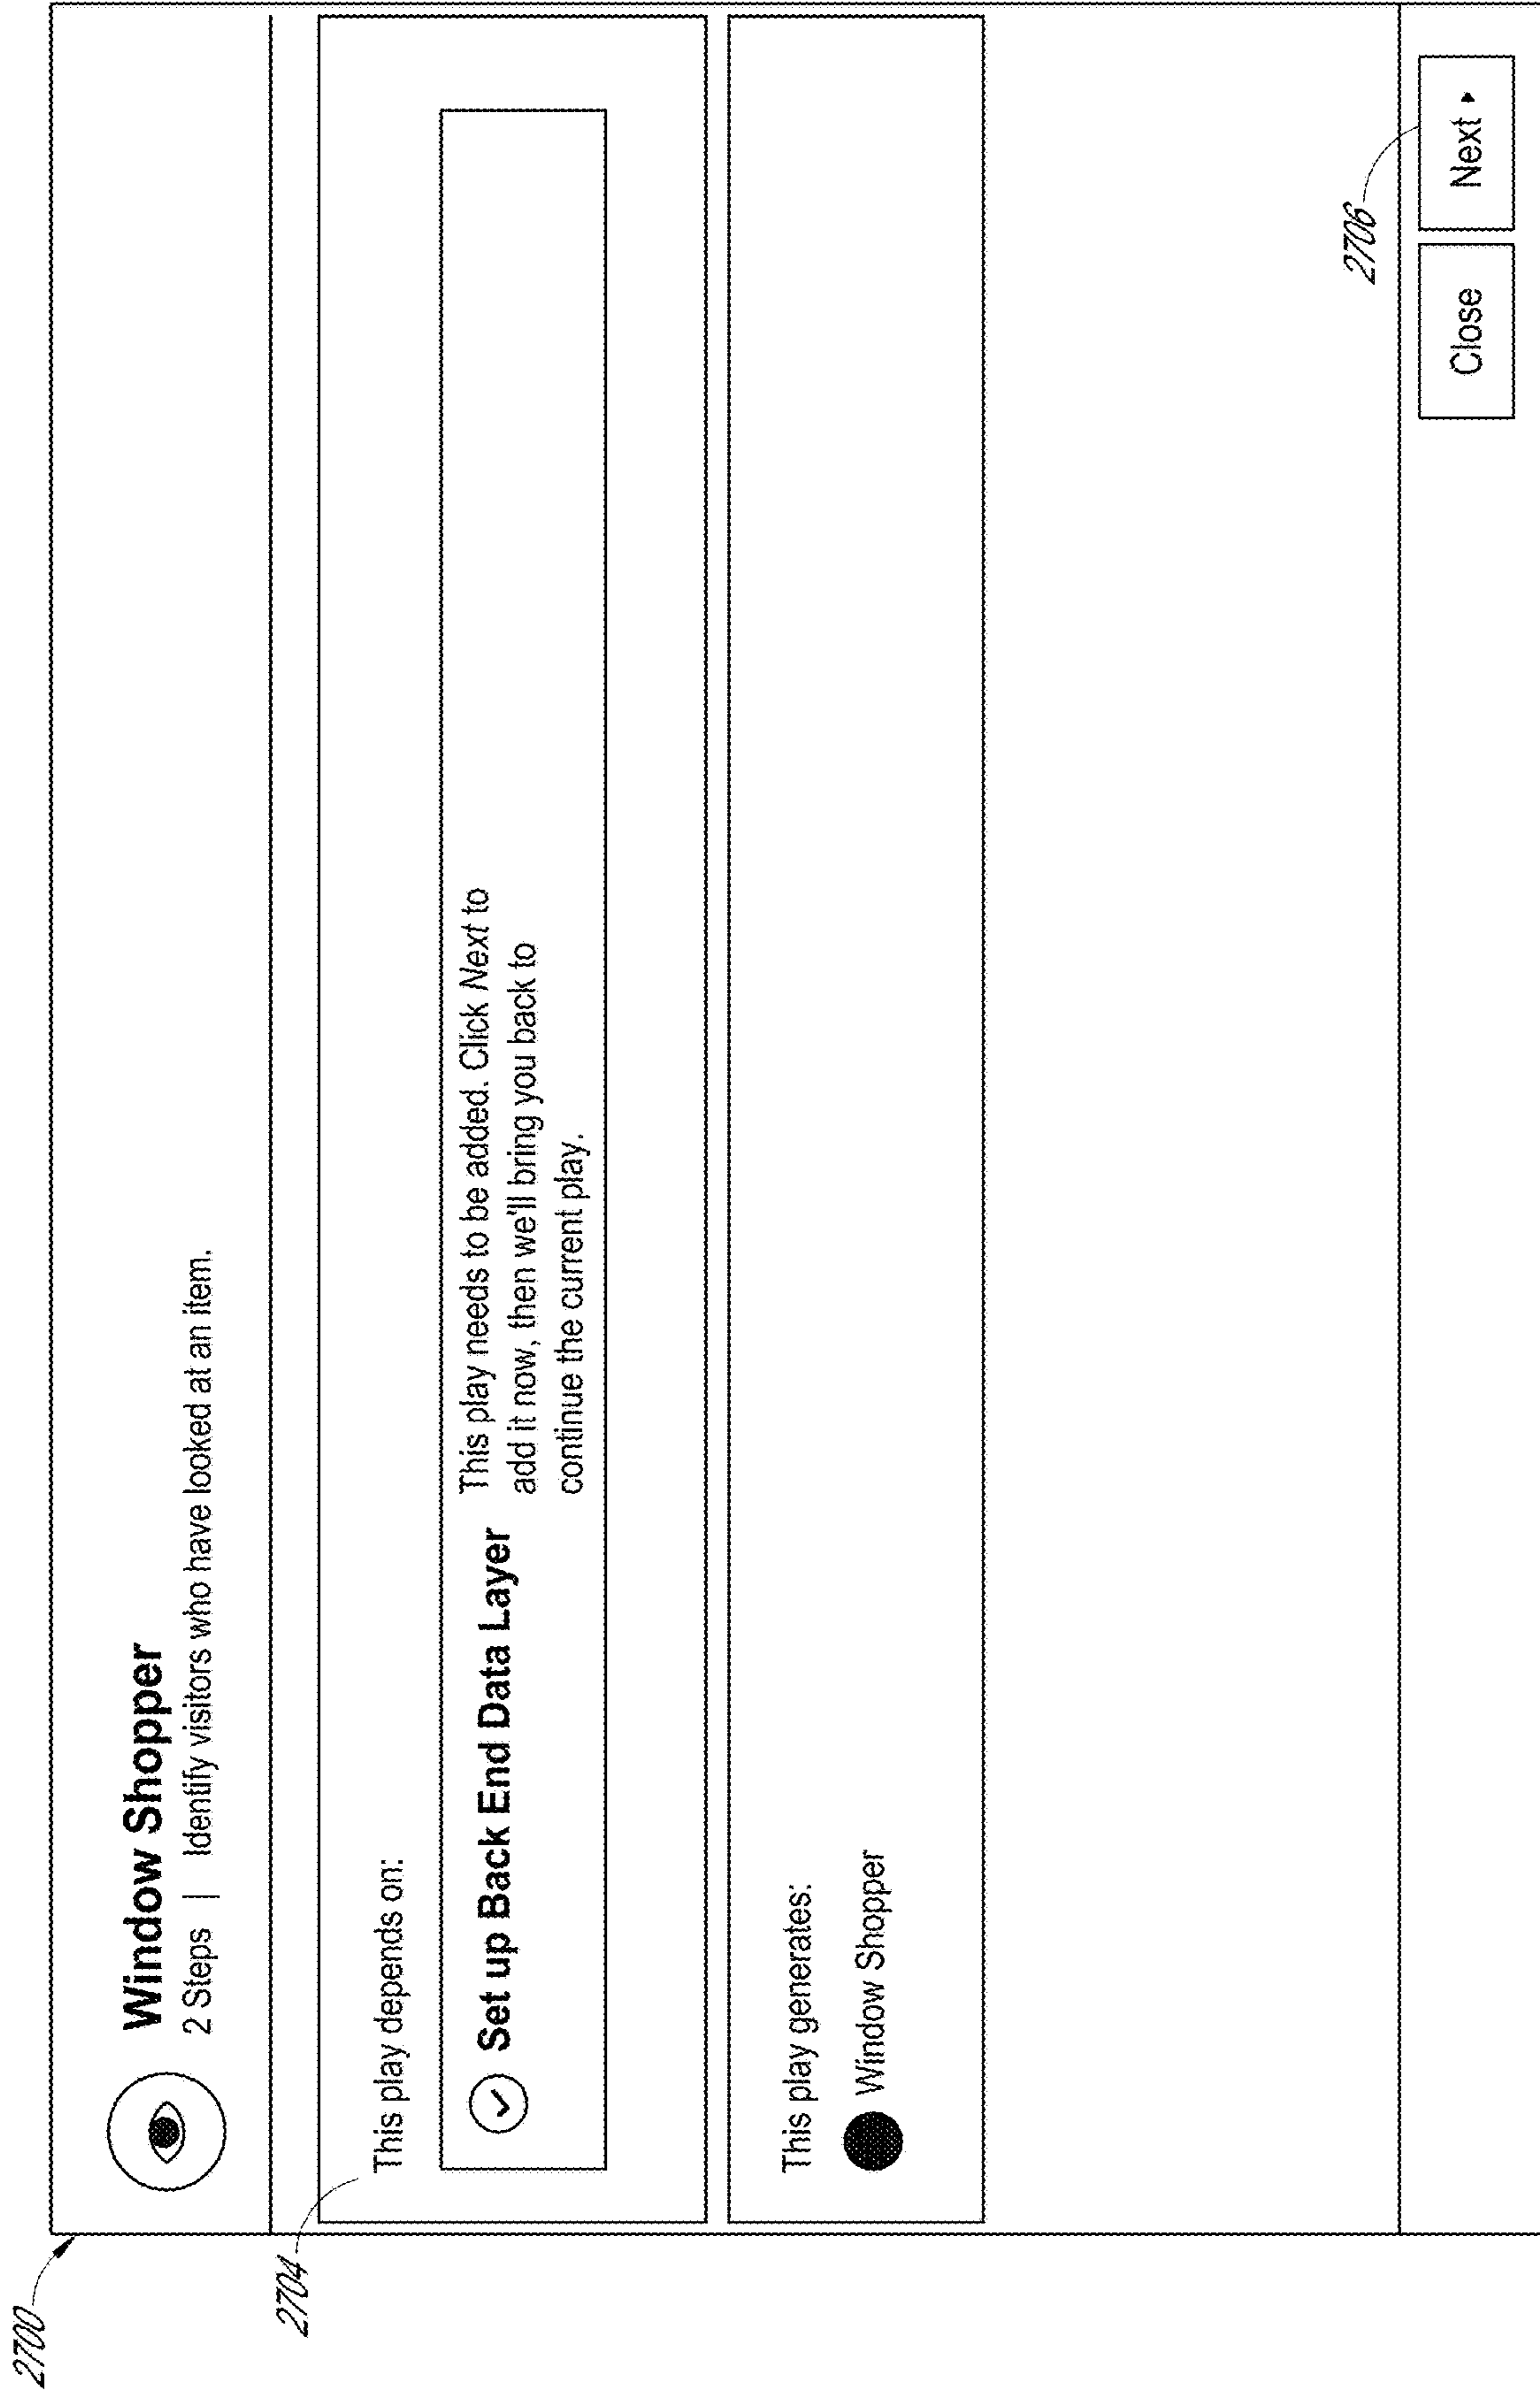 2700
Window Shopper
2 Steps | Identify visitors who have looked at an item.
2704
This play depends on:
Set up Back End Data Layer
This play needs to be added. Click Next to
add it now, then we'll bring you back to
continue the current play.
This play generates:
Window Shopper
2706
Close
Next